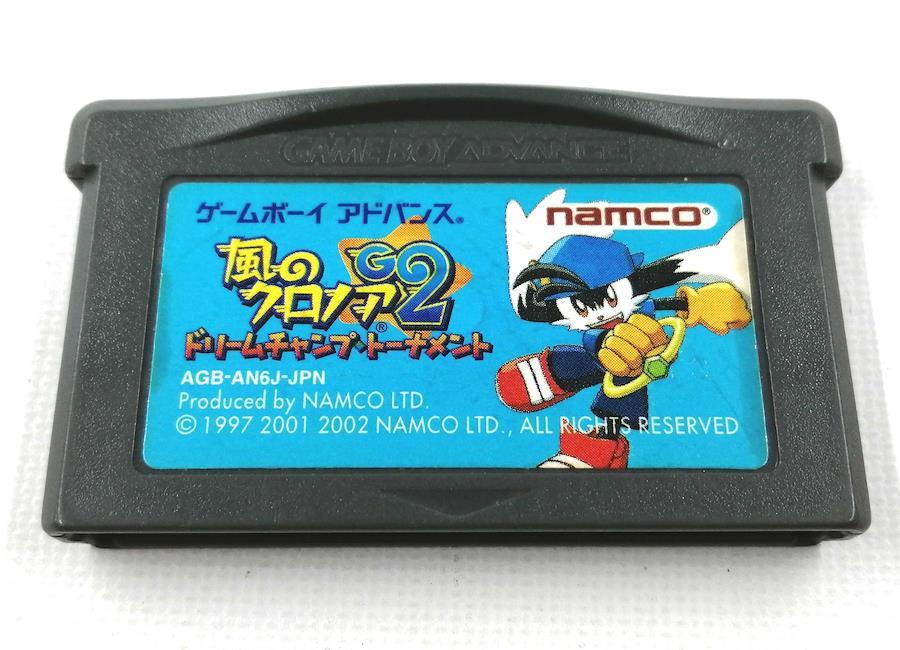 GAME BOY ADVANCE
ゲームボーイ アドバンス®
namco®
風の
クロノア® G2
ドリームチャンプ・トーナメント
AGB-AN6J-JPN
Produced by NAMCO LTD.
© 1997 2001 2002 NAMCO LTD., ALL RIGHTS RESERVED